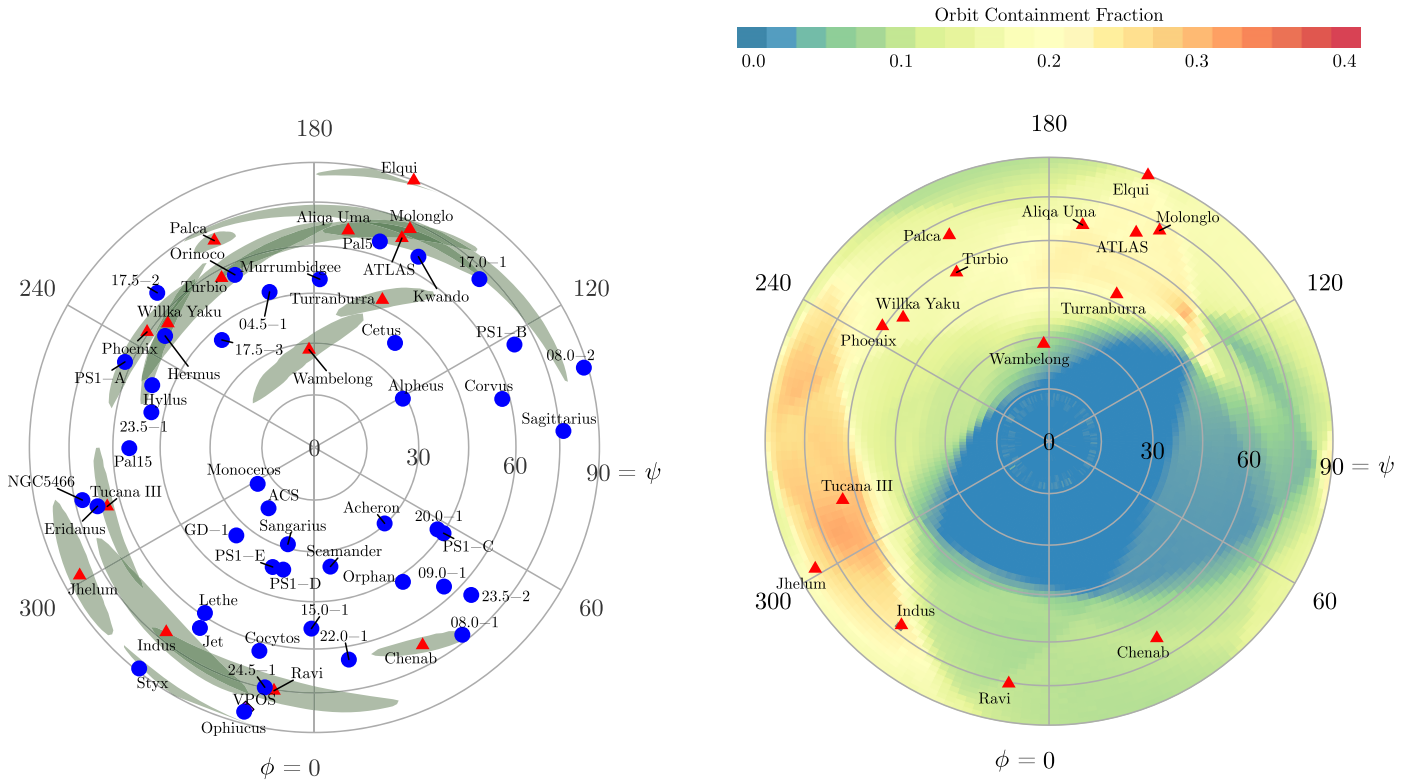 Orbit Containment Fraction
0.0 0.1 0.2 0.3 0.4
180
Elqui
Palca
Aliqa Uma
Molonglo
Orinoco
Pal5
Murrumbidgee
ATLAS
17.0−1
17.5−2
Turbio
240
Turranburra
Kwando
120
Willka Yaku
04.5−1
Cetus
PS1−B
Phoenix
17.5−3
08.0−2
PS1−A
Hermus
Wambelong
Alpheus
Corvus
Hyllus
Sagittarius
23.5−1
0
30
60
90 = ψ
Pal15
Monoceros
NGC5466
Tucana III
ACS
Acheron
20.0−1
Eridanus
GD−1
Sangarius
PS1−C
PS1−E
Scamander
PS1−D
Orphan
09.0−1
Jhelum
23.5−2
300
Lethe
15.0−1
60
Jet
22.0−1
08.0−1
Indus
Cocytos
Chenab
24.5−1
Ravi
Styx
VPOS
Ophiucus
ϕ = 0
180
Elqui
Aliqa Uma
Molonglo
Palca
ATLAS
Turbio
240
120
Willka Yaku
Turranburra
Phoenix
Wambelong
0
30
60
90 = ψ
Tucana III
Jhelum
300
Indus
60
Chenab
Ravi
ϕ = 0